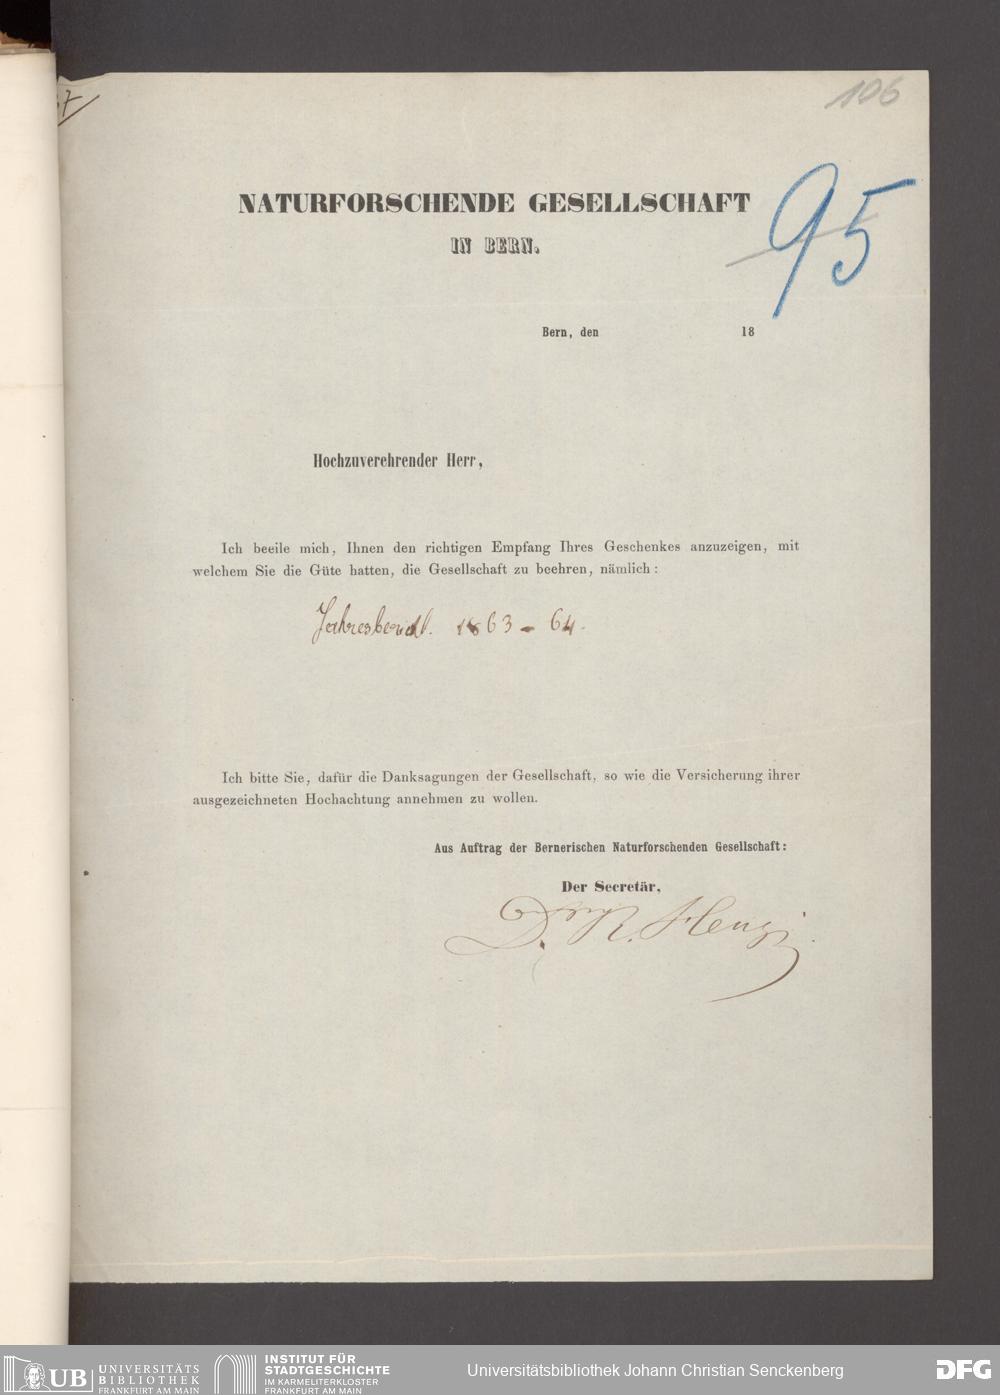 106
95
NATURFORSCHENDE GESELLSCHAFT
IN BERN.
Bern, den 18
Hochzuverehrender Herr,
Ich beeile mich, Ihnen den richtigen Empfang Ihres Geschenkes anzuzeigen, mit
welchem Sie die Güte hatten, die Gesellschaft zu beehren, nämlich:
Jahresbericht. 1863 - 64.
Ich bitte Sie, dafür die Danksagungen der Gesellschaft, so wie die Versicherung ihrer
ausgezeichneten Hochachtung annehmen zu wollen.
Aus Auftrag der Bernerischen Naturforschenden Gesellschaft:
Der Secretär,
Dr. R. Henzi.
UB UNIVERSITÄTS
BIBLIOTHEK
FRANKFURT AM MAIN
INSTITUT FÜR
STADTGESCHICHTE
IM KARMELITERKLOSTER
FRANKFURT AM MAIN
Universitätsbibliothek Johann Christian Senckenberg
DFG